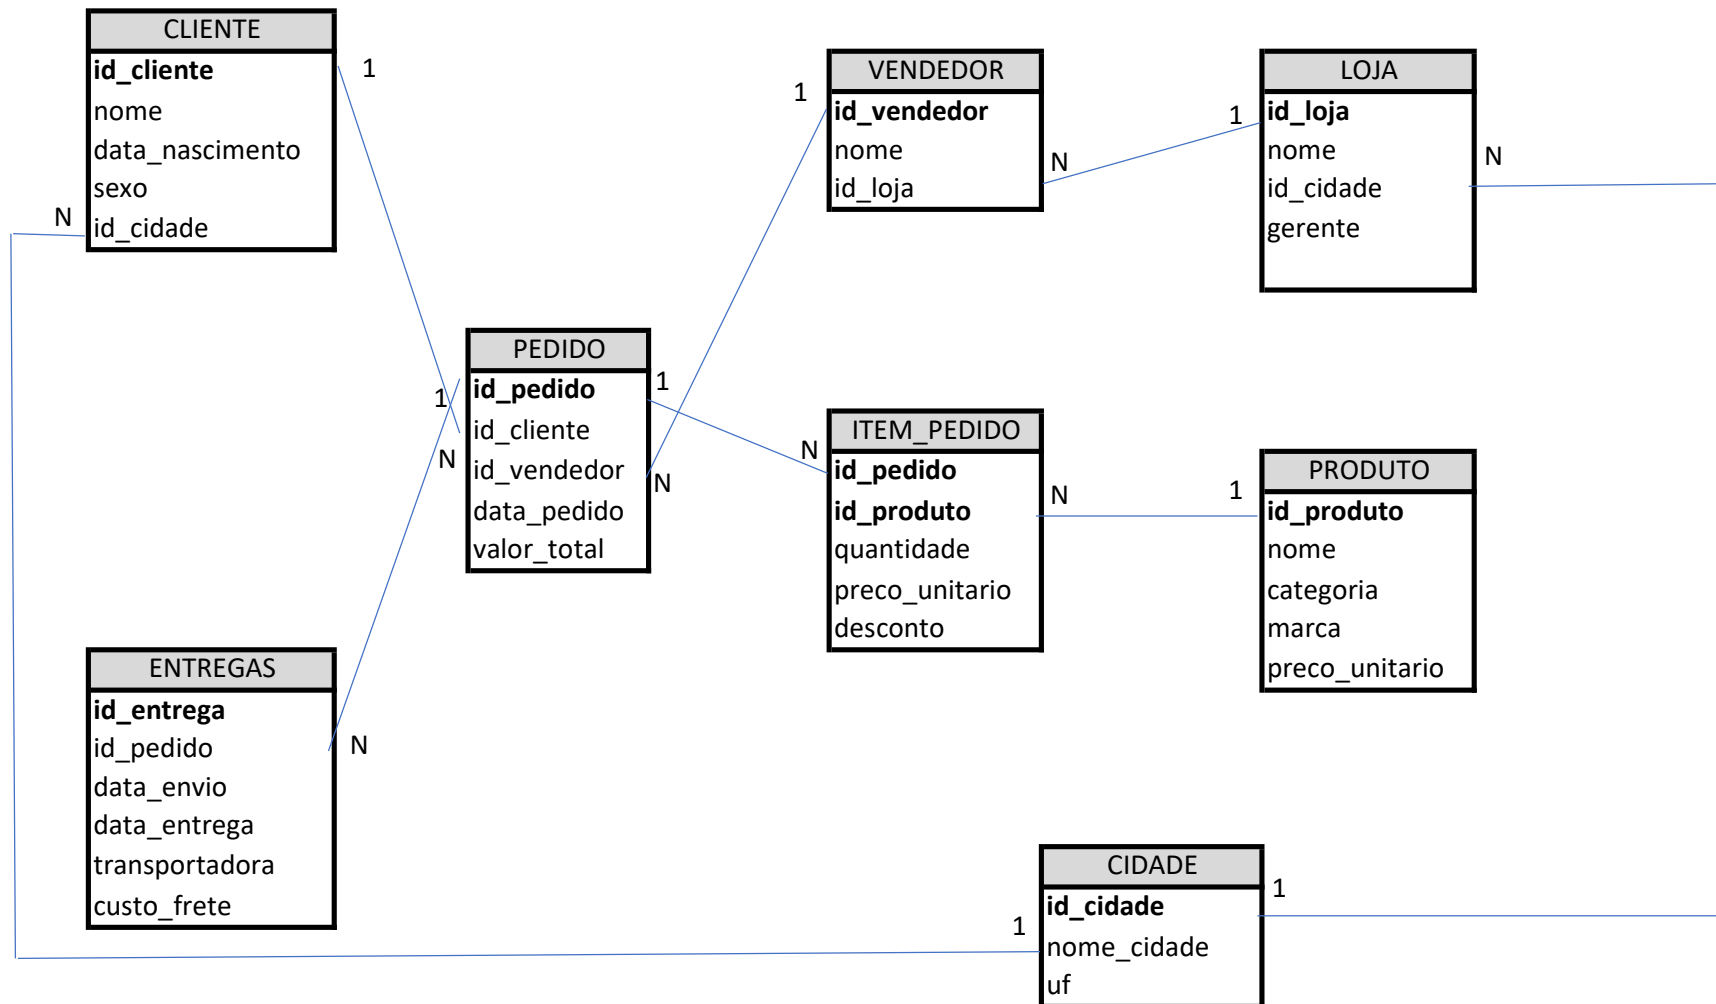 CLIENTE
id_cliente
nome
data_nascimento
sexo
id_cidade
1
N
VENDEDOR
id_vendedor
nome
id_loja
1
N
LOJA
id_loja
nome
id_cidade
gerente
1
N
PEDIDO
id_pedido
id_cliente
id_vendedor
data_pedido
valor_total
1
N
1
N
ITEM_PEDIDO
id_pedido
id_produto
quantidade
preco_unitario
desconto
N
N
PRODUTO
id_produto
nome
categoria
marca
preco_unitario
1
ENTREGAS
id_entrega
id_pedido
data_envio
data_entrega
transportadora
custo_frete
N
CIDADE
id_cidade
nome_cidade
uf
1
1